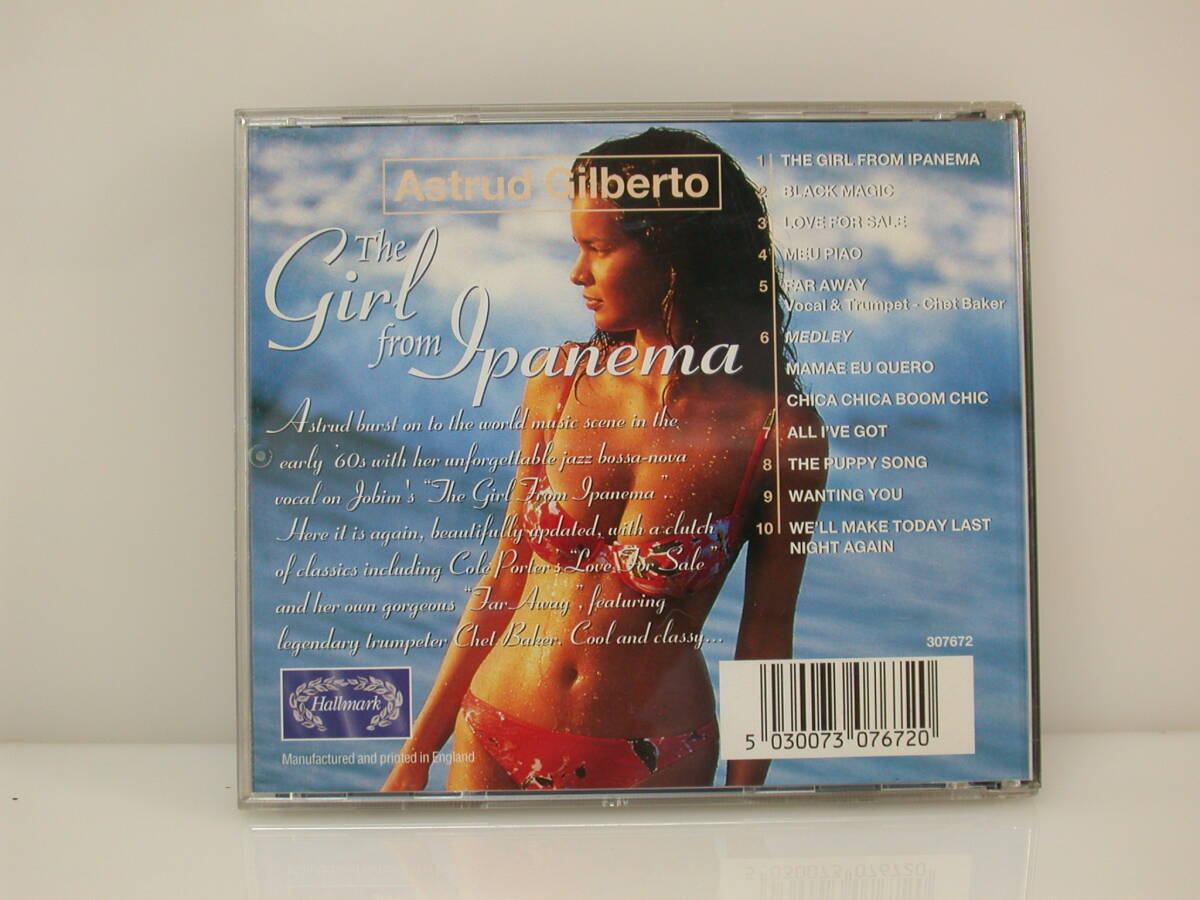 Astrud Gilberto
The
Girl
from
Ipanema
Astrud burst on to the world music scene in the
early '60s with her unforgettable jazz bossa-nova
vocal on Jobim's "The Girl From Ipanema".
Here it is again, beautifully updated, with a clutch
of classics including Cole Porter's "Love For Sale"
and her own gorgeous "Far Away", featuring
legendary trumpeter Chet Baker. Cool and classy...
Hallmark
Manufactured and printed in England
1 THE GIRL FROM IPANEMA
2 BLACK MAGIC
3 LOVE FOR SALE
4 MEU PIAO
5 FAR AWAY
Vocal & Trumpet - Chet Baker
6 MEDLEY
MAMAE EU QUERO
CHICA CHICA BOOM CHIC
7 ALL I'VE GOT
8 THE PUPPY SONG
9 WANTING YOU
10 WE'LL MAKE TODAY LAST
NIGHT AGAIN
307672
5 030073 076720